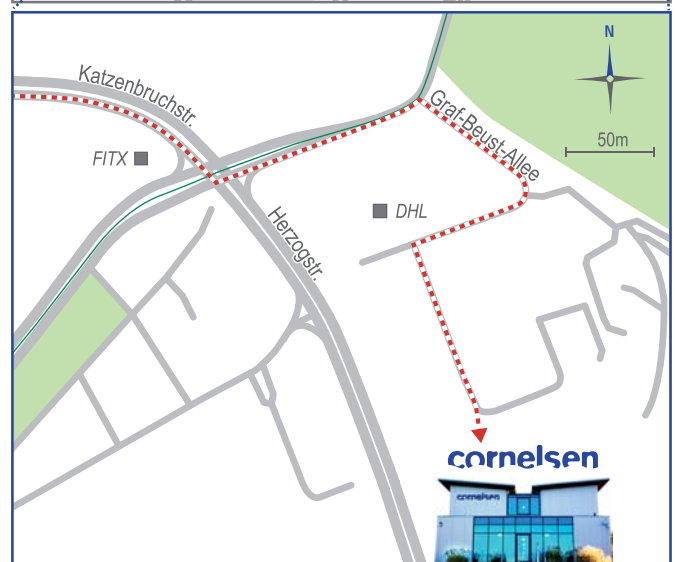 N
Katzenbruchstr.
Graf-Beust-Allee
50m
FITX
DHL
Herzogstr.
cornelsen
cornelsen